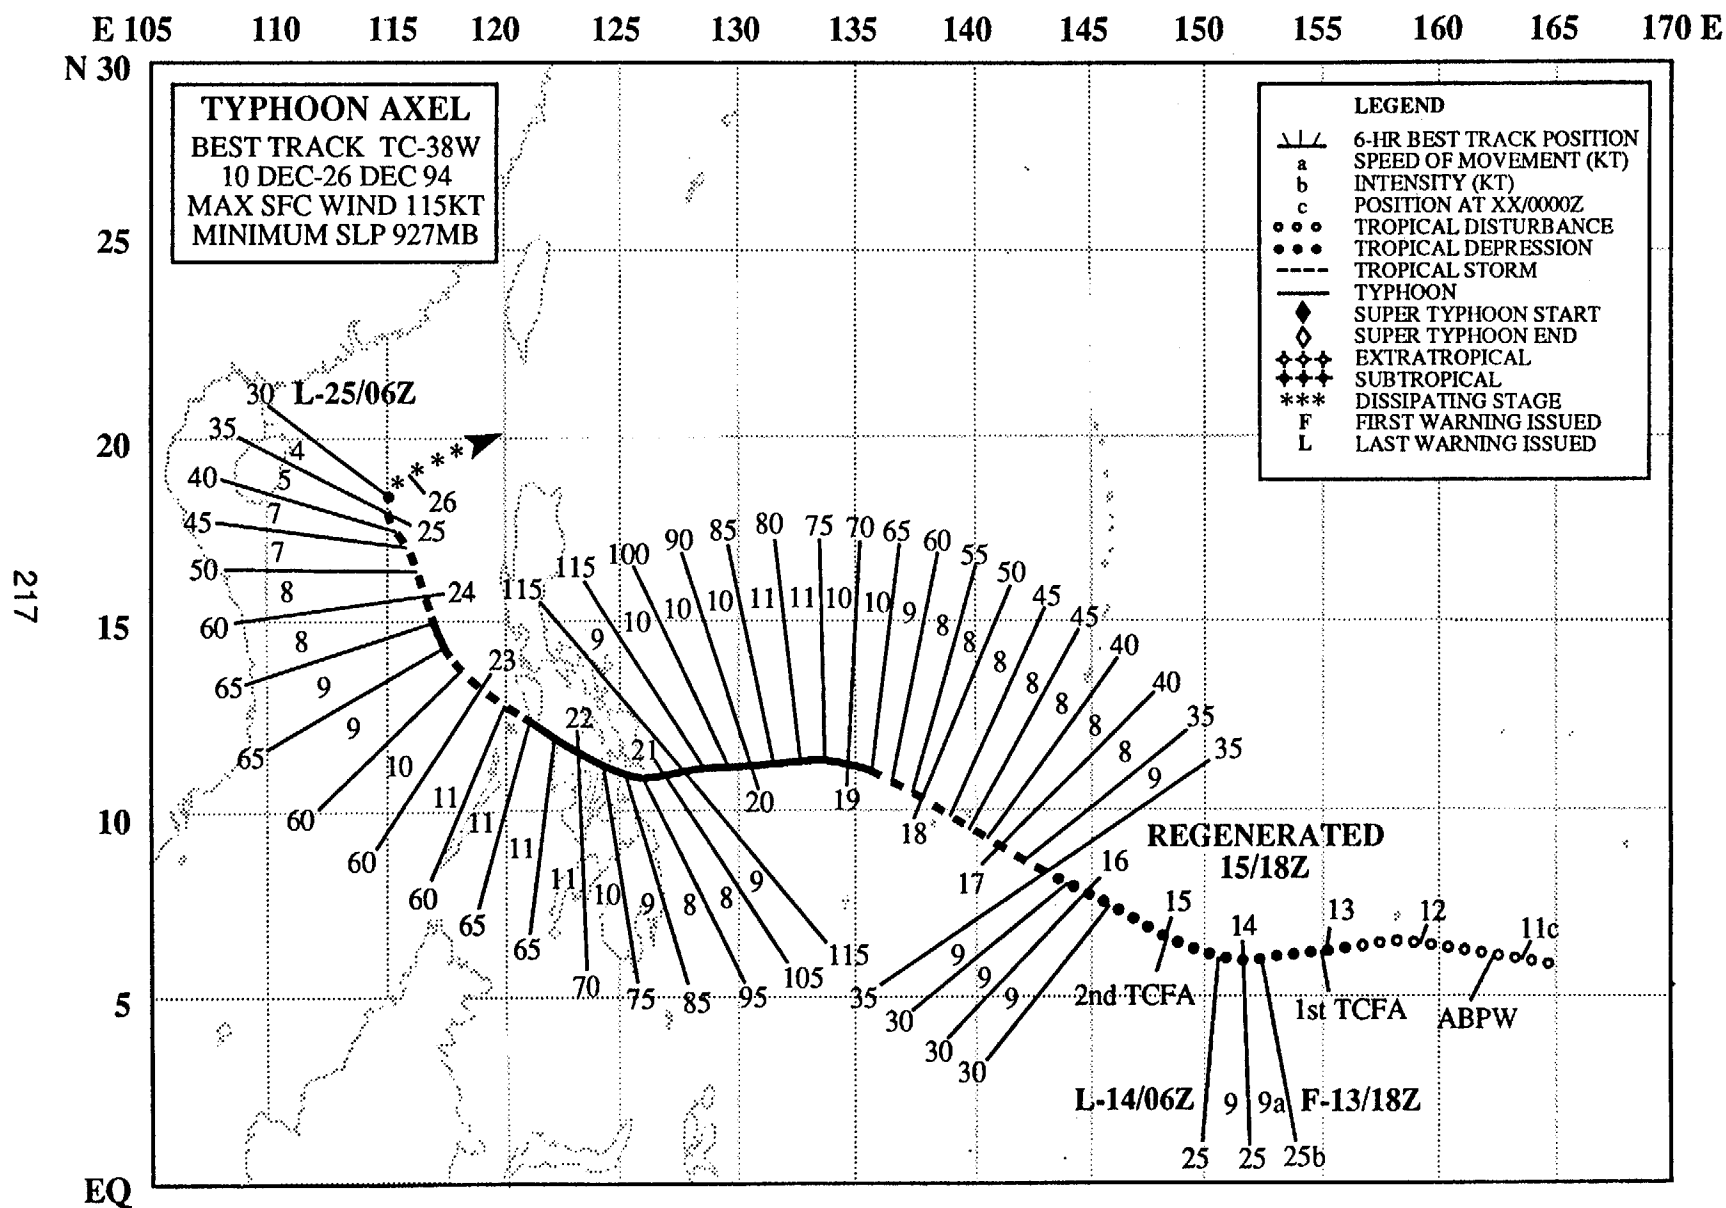 E 105 110 115 120 125 130 135 140 145 150 155 160 165 170 E
N 30
25
20
15
10
5
EQ
217
TYPHOON AXEL
BEST TRACK TC-38W
10 DEC-26 DEC 94
MAX SFC WIND 115KT
MINIMUM SLP 927MB
LEGEND
6-HR BEST TRACK POSITION
a SPEED OF MOVEMENT (KT)
b INTENSITY (KT)
c POSITION AT XX/0000Z
TROPICAL DISTURBANCE
TROPICAL DEPRESSION
TROPICAL STORM
TYPHOON
SUPER TYPHOON START
SUPER TYPHOON END
EXTRATROPICAL
SUBTROPICAL
*** DISSIPATING STAGE
F FIRST WARNING ISSUED
L LAST WARNING ISSUED
30 L-25/06Z
35 4
40 5
26
45 7
25
50 7
60 8
24
65 8
23
65 9
60 9
60 10
60 11
65 11
65 11
70 11
75 10
85 9
95 8
105 9
115
22
21
115 115 100 90 85 80 75 70 65 60 55 50 45 45 40 40 35 35
9 10 10 10 11 11 10 10 9 8 8 8 8 8 8 8 9
20
19
18
17
16
REGENERATED
15/18Z
15
14
13
12
11c
35
30 9
30 9
30 9
2nd TCFA
1st TCFA
ABPW
L-14/06Z 9 9a F-13/18Z
25 25 25b